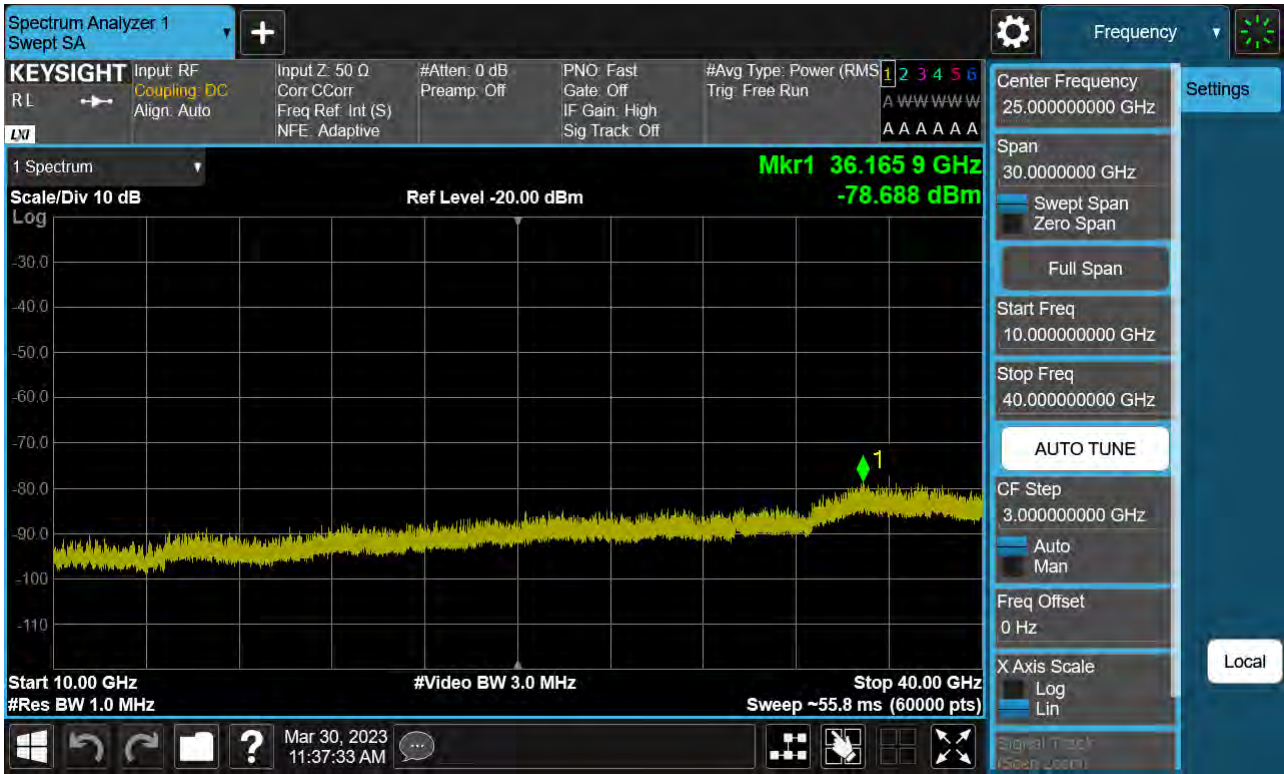 Spectrum Analyzer 1
Swept SA
Frequency
KEYSIGHT
RL
LXI
Input: RF
Coupling: DC
Align: Auto
Input Z: 50 Ω
Corr CCorr
Freq Ref: Int (S)
NFE: Adaptive
#Atten: 0 dB
Preamp: Off
PNO: Fast
Gate: Off
IF Gain: High
Sig Track: Off
#Avg Type: Power (RMS
Trig: Free Run
1 2 3 4 5 6
A W W W W W
A A A A A A
1 Spectrum
Scale/Div 10 dB
Log
Ref Level -20.00 dBm
Mkr1 36.165 9 GHz
-78.688 dBm
-30.0
-40.0
-50.0
-60.0
-70.0
-80.0
-90.0
-100
-110
1
Start 10.00 GHz
#Res BW 1.0 MHz
#Video BW 3.0 MHz
Stop 40.00 GHz
Sweep ~55.8 ms (60000 pts)
Center Frequency
25.000000000 GHz
Span
30.0000000 GHz
Swept Span
Zero Span
Full Span
Start Freq
10.000000000 GHz
Stop Freq
40.000000000 GHz
AUTO TUNE
CF Step
3.000000000 GHz
Auto
Man
Freq Offset
0 Hz
X Axis Scale
Log
Lin
Signal Track
(Span Zoom)
Settings
Local
?
Mar 30, 2023
11:37:33 AM